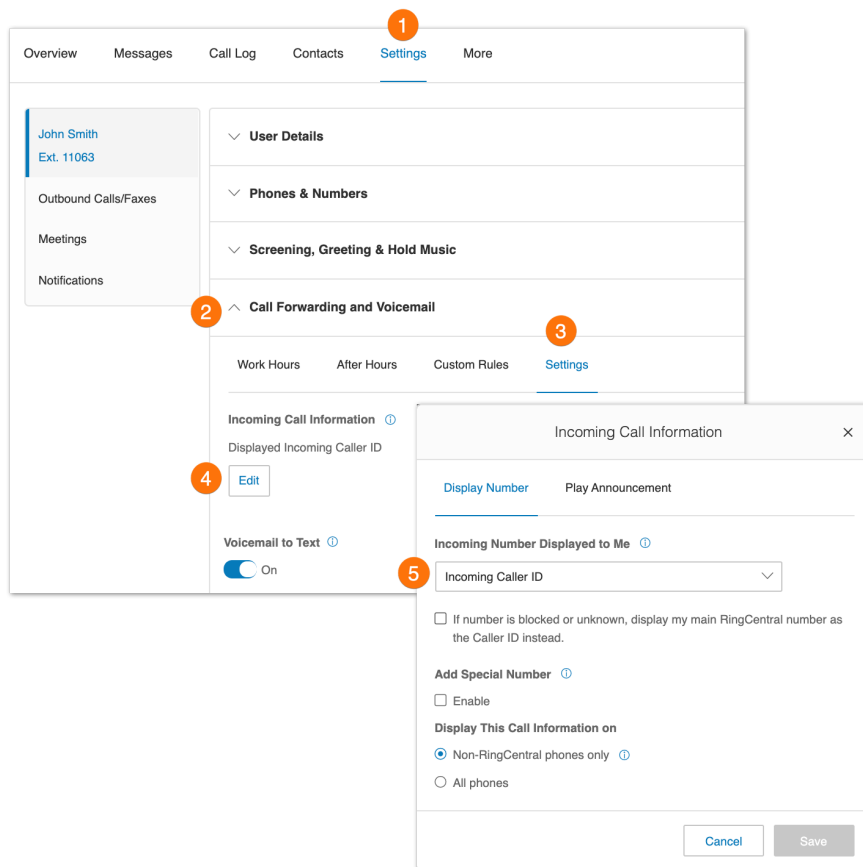 1
Overview Messages Call Log Contacts Settings More
John Smith
Ext. 11063
Outbound Calls/Faxes
Meetings
Notifications
User Details
Phones & Numbers
Screening, Greeting & Hold Music
2 Call Forwarding and Voicemail
3
Work Hours After Hours Custom Rules Settings
Incoming Call Information
Displayed Incoming Caller ID
4 Edit
Voicemail to Text
On
Incoming Call Information
Display Number Play Announcement
Incoming Number Displayed to Me
5 Incoming Caller ID
If number is blocked or unknown, display my main RingCentral number as
the Caller ID instead.
Add Special Number
Enable
Display This Call Information on
Non-RingCentral phones only
All phones
Cancel Save